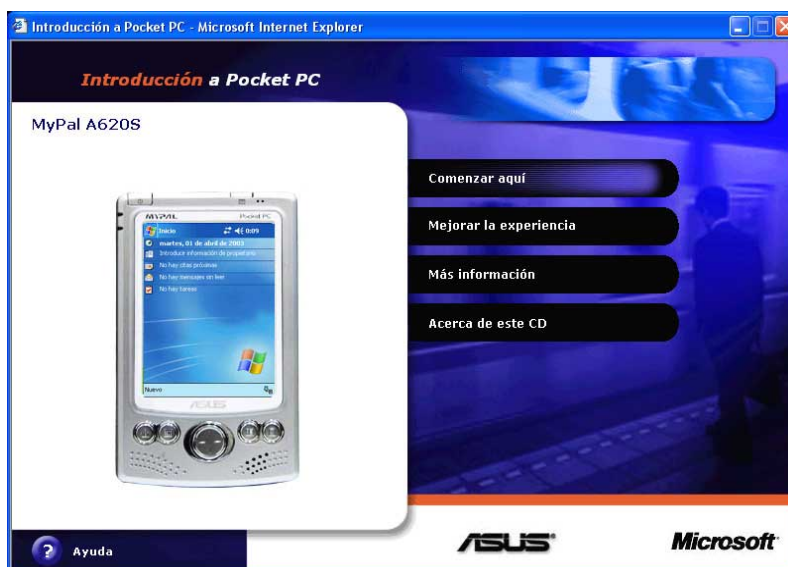 Introducción a Pocket PC - Microsoft Internet Explorer
Introducción a Pocket PC
MyPal A620S
MYPAL Pocket PC
Inicio 0:09
martes, 01 de abril de 2003
Introducir información de propietario
No hay citas próximas
No hay mensajes sin leer
No hay tareas
Nuevo
ASUS
Comenzar aquí
Mejorar la experiencia
Más información
Acerca de este CD
? Ayuda
ASUS
Microsoft